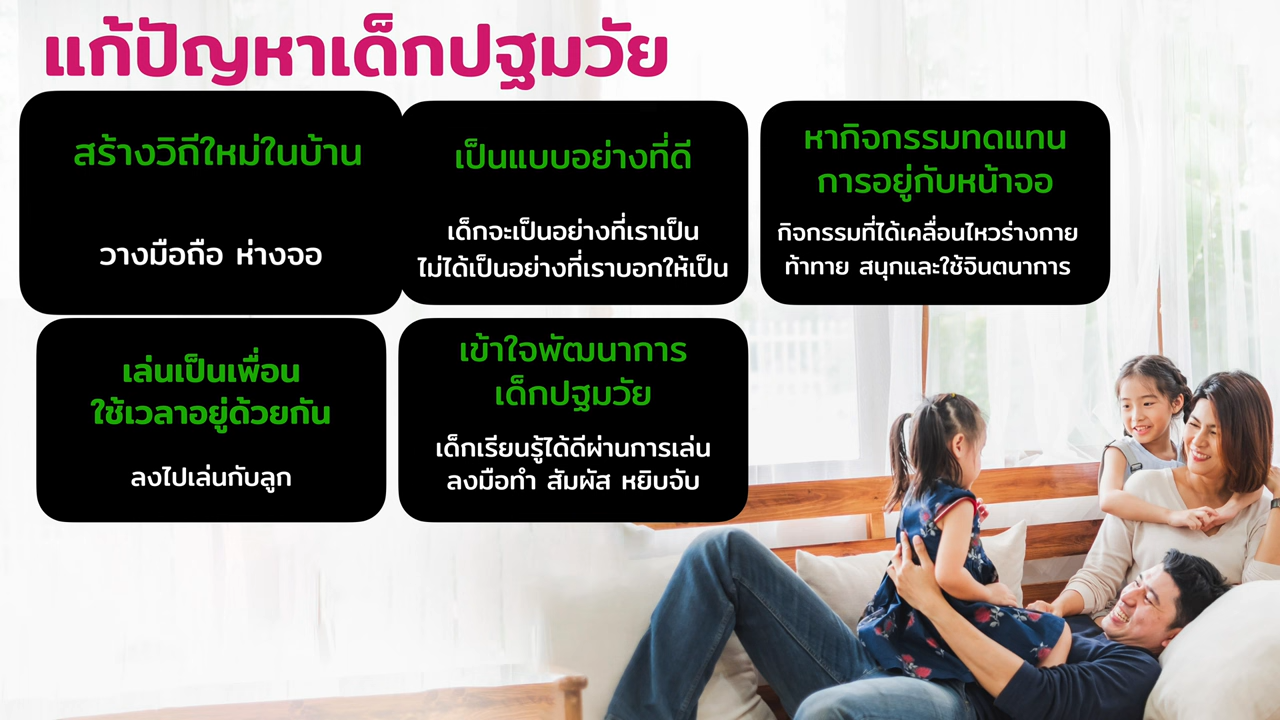 แก้ปัญหาเด็กปฐมวัย
สร้างวิถีใหม่ในบ้าน
วางมือถือ ห่างจอ
เป็นแบบอย่างที่ดี
เด็กจะเป็นอย่างที่เราเป็น
ไม่ได้เป็นอย่างที่เราบอกให้เป็น
หากิจกรรมทดแทน
การอยู่กับหน้าจอ
กิจกรรมที่ได้เคลื่อนไหวร่างกาย
ท้าทาย สนุกและใช้จินตนาการ
เล่นเป็นเพื่อน
ใช้เวลาอยู่ด้วยกัน
ลงไปเล่นกับลูก
เข้าใจพัฒนาการ
เด็กปฐมวัย
เด็กเรียนรู้ได้ดีผ่านการเล่น
ลงมือทำ สัมผัส หยิบจับ